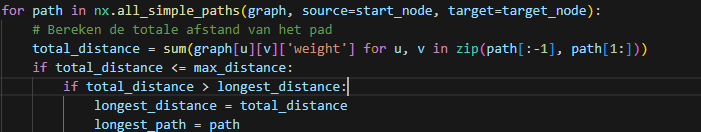 for path in nx.all_simple_paths(graph, source=start_node, target=target_node):
    # Bereken de totale afstand van het pad
    total_distance = sum(graph[u][v]['weight'] for u, v in zip(path[:-1], path[1:]))
    if total_distance <= max_distance:
        if total_distance > longest_distance:
            longest_distance = total_distance
            longest_path = path